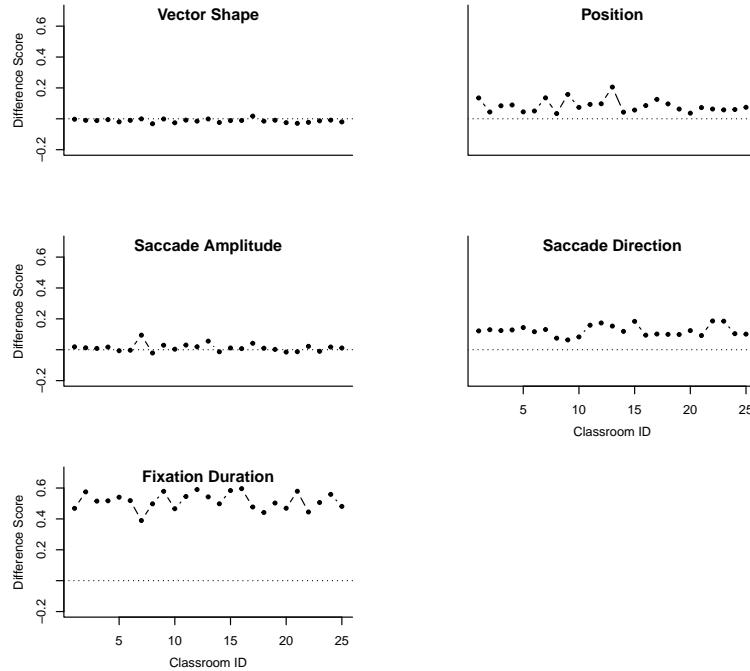 Vector Shape
Difference Score
0.6
0.4
0.2
−0.2
Position
Saccade Amplitude
Difference Score
0.6
0.4
0.2
−0.2
Saccade Direction
5 10 15 20 25
Classroom ID
Fixation Duration
Difference Score
0.6
0.4
0.2
−0.2
5 10 15 20 25
Classroom ID